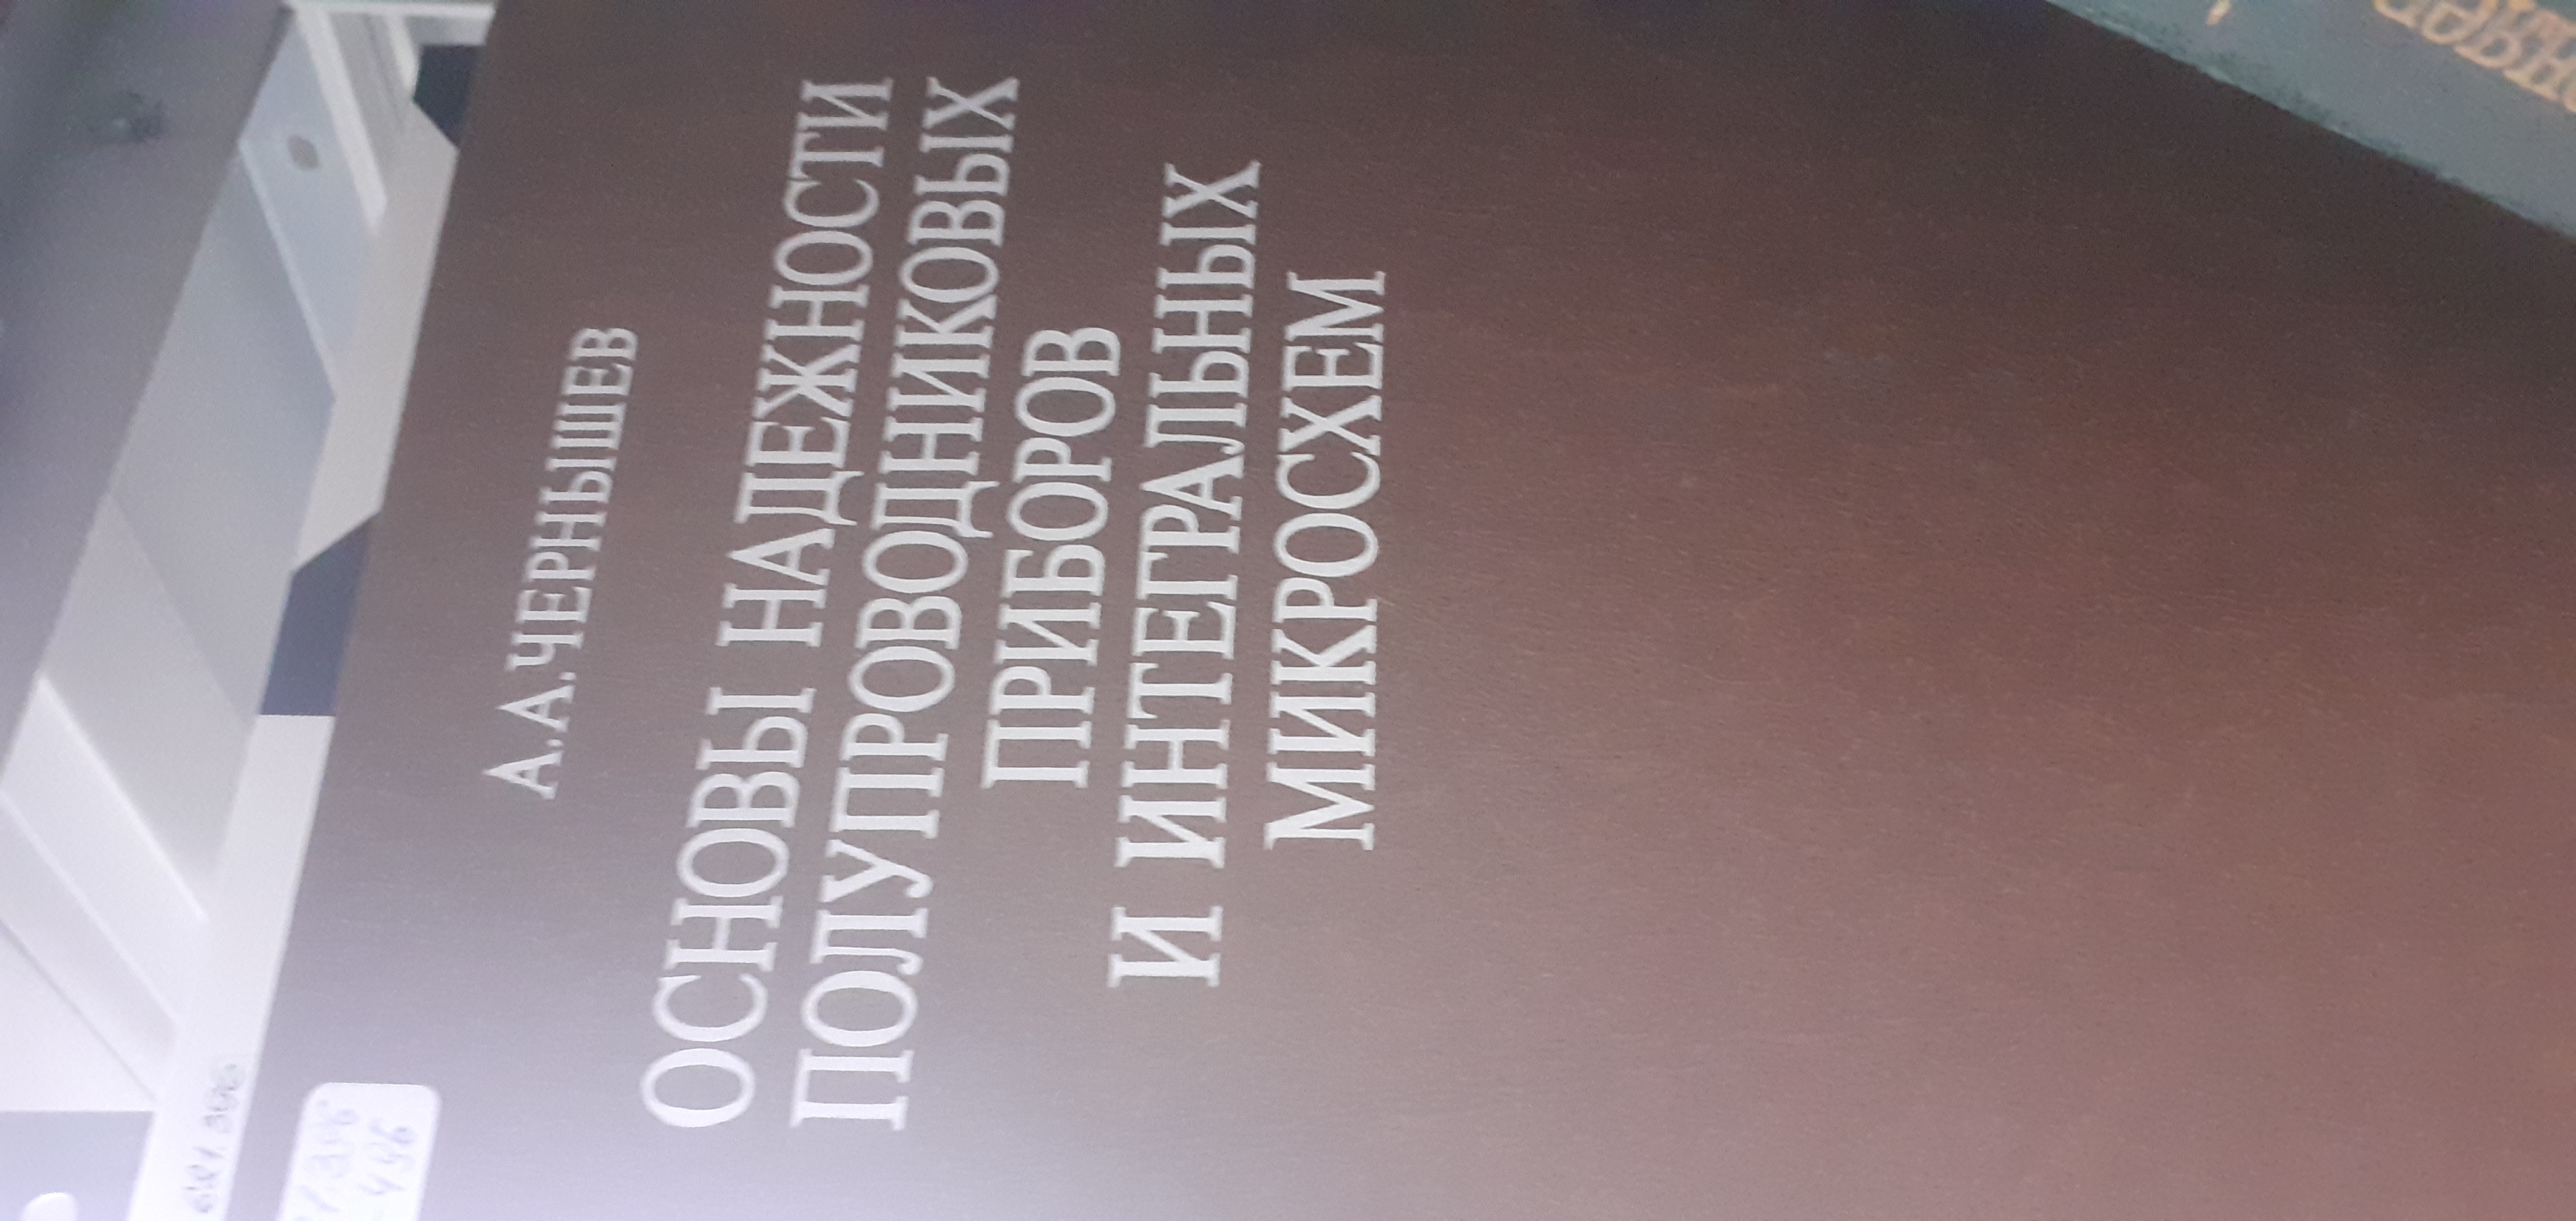 А.А.ЧЕРНЫШЕВ
ОСНОВЫ НАДЕЖНОСТИ
ПОЛУПРОВОДНИКОВЫХ
ПРИБОРОВ
И ИНТЕГРАЛЬНЫХ
МИКРОСХЕМ